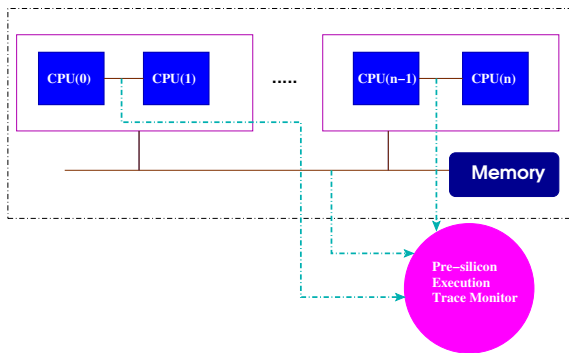 CPU(0)
CPU(1)
.....
CPU(n−1)
CPU(n)
Memory
Pre−silicon
Execution
Trace Monitor